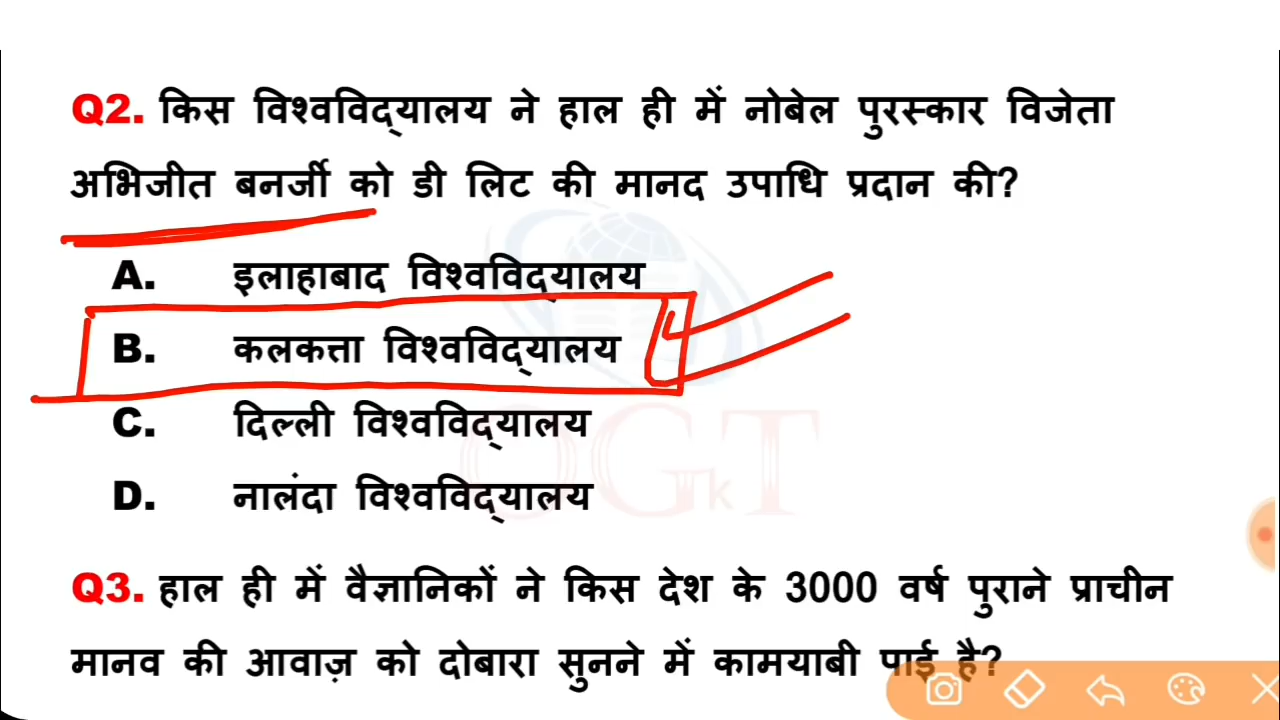 Q2. किस विश्वविद्यालय ने हाल ही में नोबेल पुरस्कार विजेता
अभिजीत बनर्जी को डी लिट की मानद उपाधि प्रदान की?
A. इलाहाबाद विश्वविद्यालय
B. कलकत्ता विश्वविद्यालय
C. दिल्ली विश्वविद्यालय
D. नालंदा विश्वविद्यालय
OGT
Q3. हाल ही में वैज्ञानिकों ने किस देश के 3000 वर्ष पुराने प्राचीन
मानव की आवाज़ को दोबारा सुनने में कामयाबी पाई है?